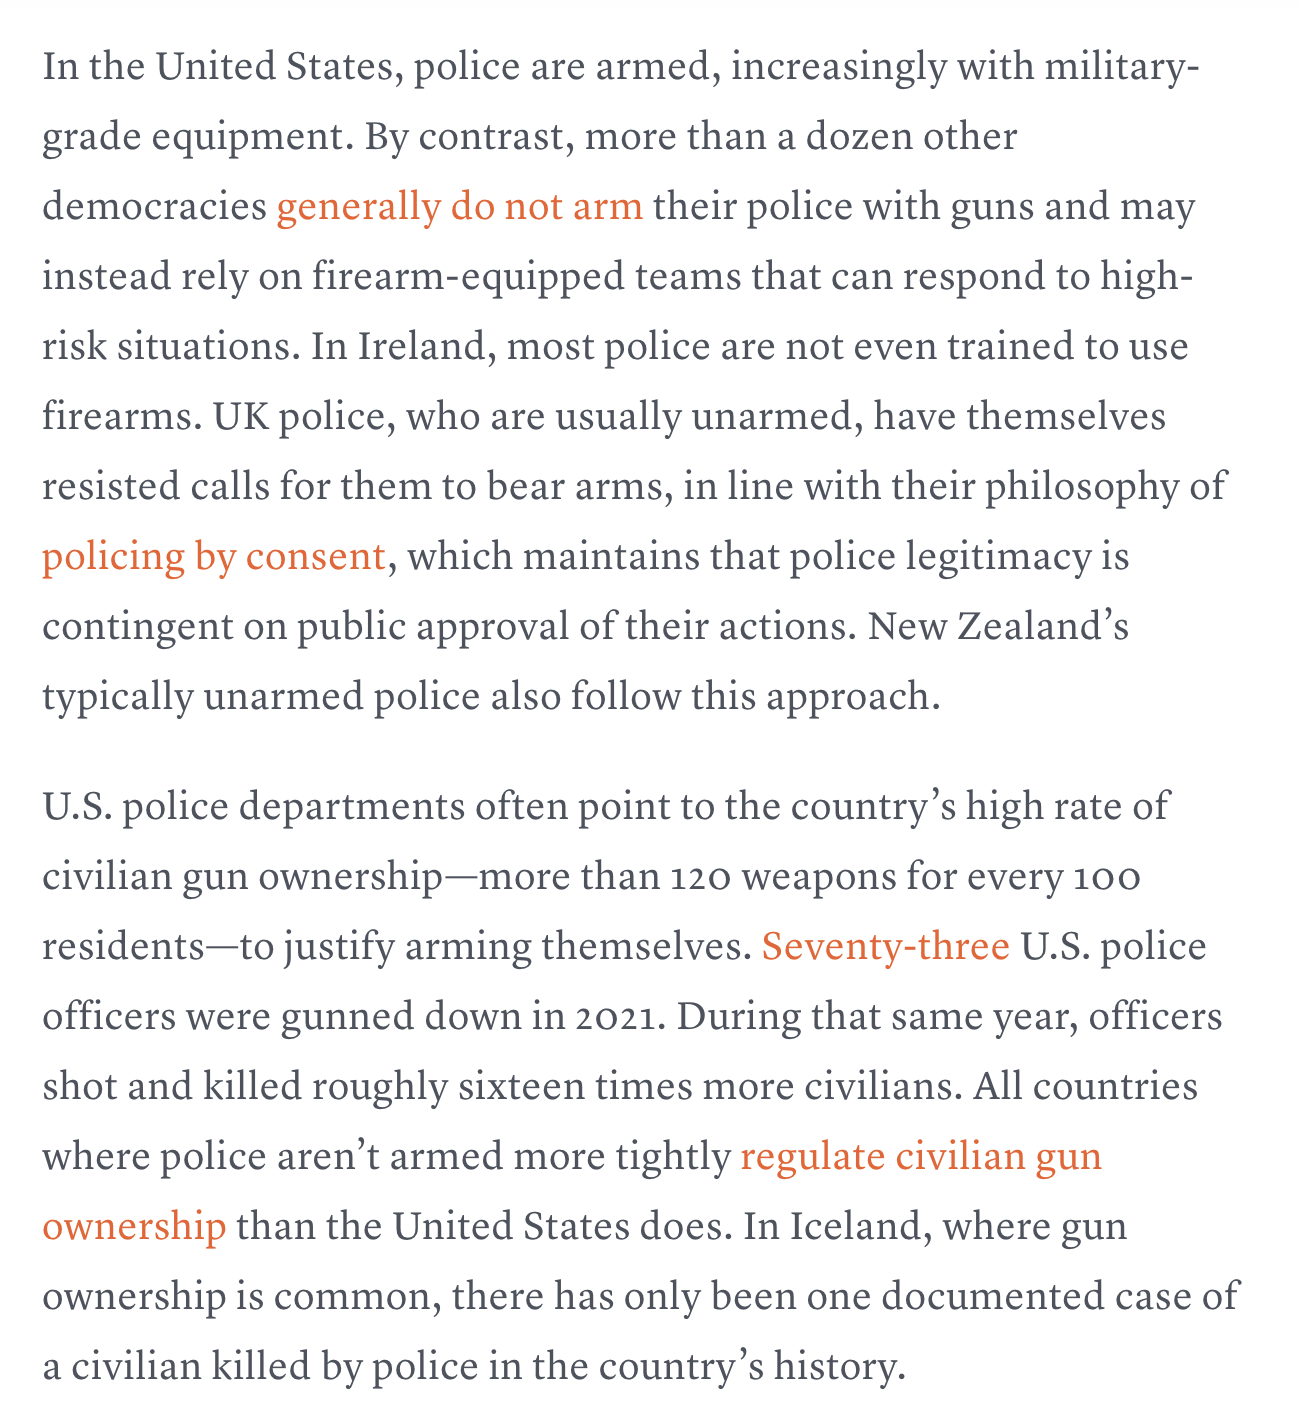 In the United States, police are armed, increasingly with military-
grade equipment. By contrast, more than a dozen other
democracies generally do not arm their police with guns and may
instead rely on firearm-equipped teams that can respond to high-
risk situations. In Ireland, most police are not even trained to use
firearms. UK police, who are usually unarmed, have themselves
resisted calls for them to bear arms, in line with their philosophy of
policing by consent, which maintains that police legitimacy is
contingent on public approval of their actions. New Zealand’s
typically unarmed police also follow this approach.
U.S. police departments often point to the country’s high rate of
civilian gun ownership—more than 120 weapons for every 100
residents—to justify arming themselves. Seventy-three U.S. police
officers were gunned down in 2021. During that same year, officers
shot and killed roughly sixteen times more civilians. All countries
where police aren’t armed more tightly regulate civilian gun
ownership than the United States does. In Iceland, where gun
ownership is common, there has only been one documented case of
a civilian killed by police in the country’s history.